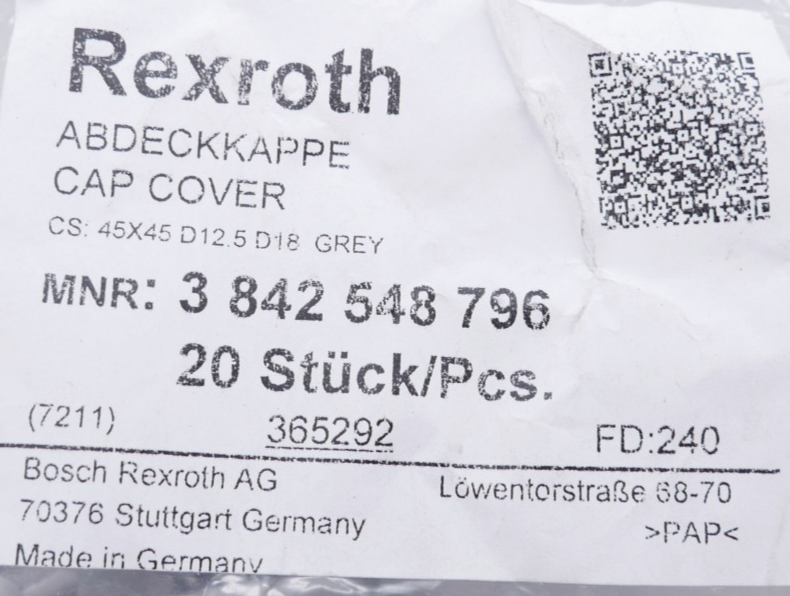 Rexroth
ABDECKKAPPE
CAP COVER
CS: 45X45 D12.5 D18 GREY
MNR: 3 842 548 796
20 Stück/Pcs.
(7211) 365292 FD:240
Bosch Rexroth AG Löwentorstraße 68-70
70376 Stuttgart Germany >PAP<
Made in Germany